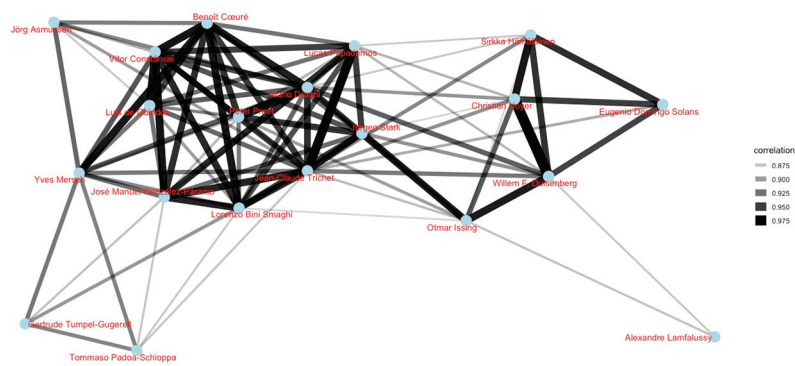 Benoît Cœuré
Jörg Asmussen
Sirkka Hämäläinen
Lucas Papademos
Vítor Constâncio
Mario Draghi
Christian Noyer
Luis de Guindos
Peter Praet
Eugenio Domingo Solans
Jürgen Stark
correlation
0.875
0.900
0.925
0.950
0.975
Yves Mersch
Jean-Claude Trichet
Willem F. Duisenberg
José Manuel González-Páramo
Lorenzo Bini Smaghi
Otmar Issing
Gertrude Tumpel-Gugerell
Alexandre Lamfalussy
Tommaso Padoa-Schioppa